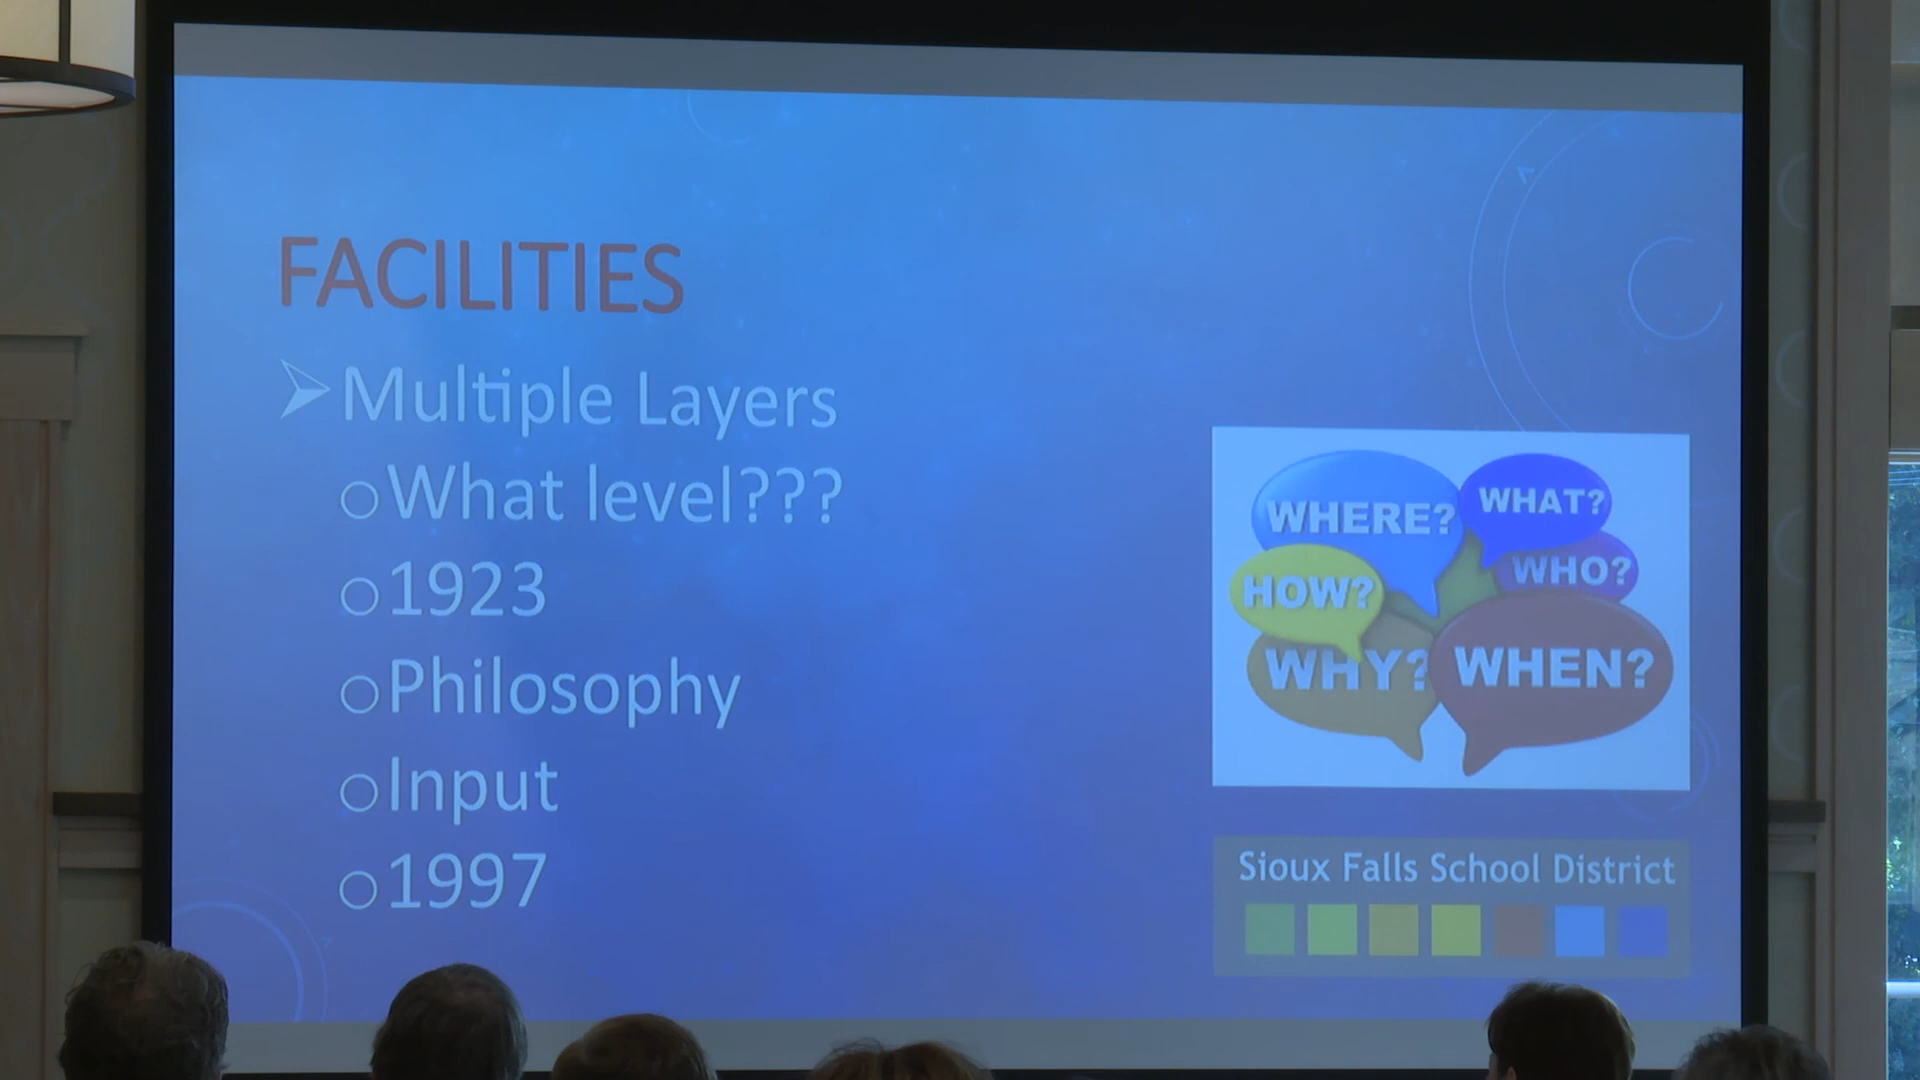 FACILITIES
Multiple Layers
What level???
1923
Philosophy
Input
1997
WHERE?
WHAT?
HOW?
WHO?
WHY?
WHEN?
Sioux Falls School District